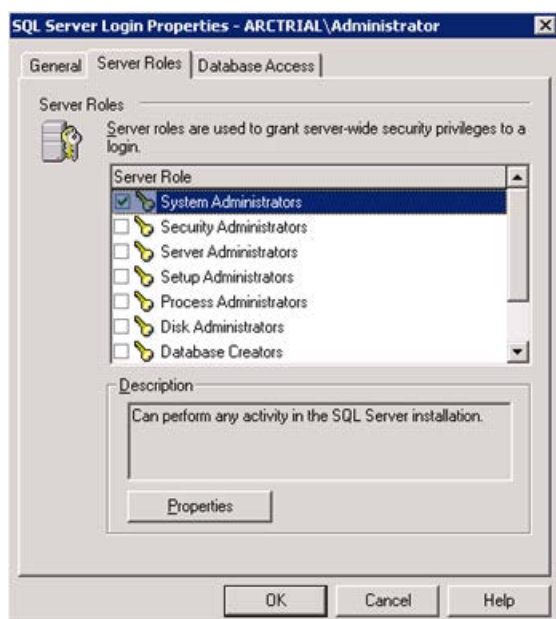 SQL Server Login Properties - ARCTRIAL\Administrator
General Server Roles Database Access
Server Roles
Server roles are used to grant server-wide security privileges to a
login.
Server Role
System Administrators
Security Administrators
Server Administrators
Setup Administrators
Process Administrators
Disk Administrators
Database Creators
Description
Can perform any activity in the SQL Server installation.
Properties
OK Cancel Help